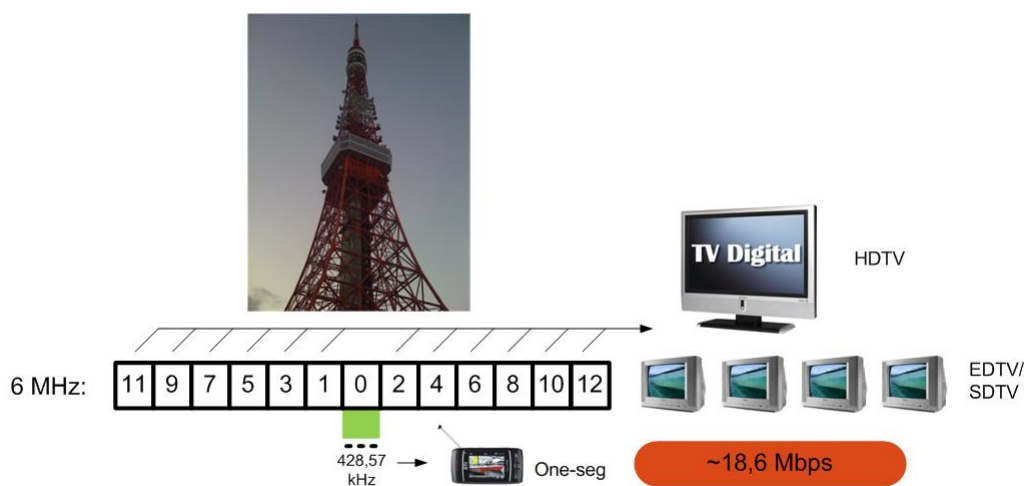 TV Digital
HDTV
6 MHz:
11 9 7 5 3 1 0 2 4 6 8 10 12
EDTV/
SDTV
428,57
kHz
One-seg
~18,6 Mbps